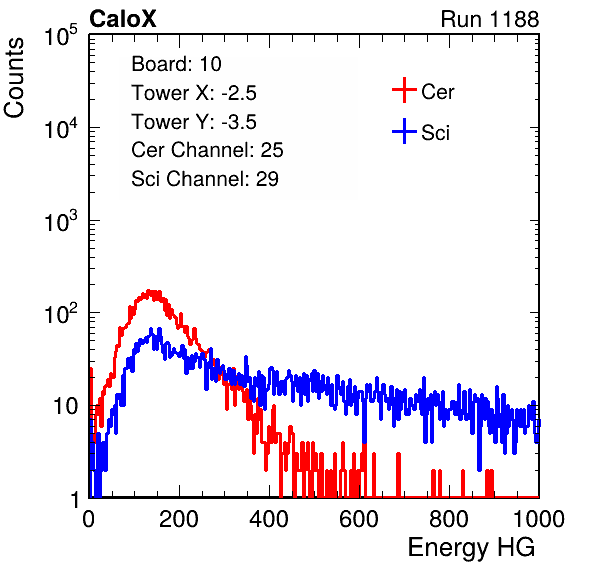 CaloX Run 1188
Counts
10^5
10^4
10^3
10^2
10
1
Board: 10
Tower X: -2.5
Tower Y: -3.5
Cer Channel: 25
Sci Channel: 29
Cer
Sci
0 200 400 600 800 1000
Energy HG